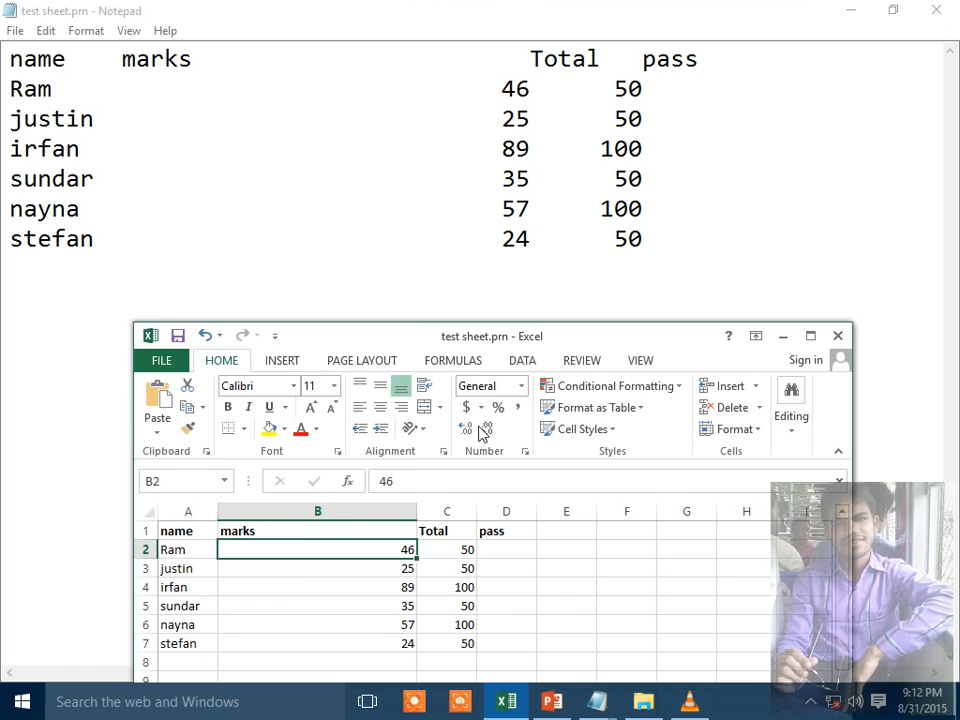 test sheet.prn - Notepad
File Edit Format View Help
name marks Total pass
Ram 46 50
justin 25 50
irfan 89 100
sundar 35 50
nayna 57 100
stefan 24 50
test sheet.prn - Excel
?
FILE HOME INSERT PAGE LAYOUT FORMULAS DATA REVIEW VIEW Sign in
Paste
Calibri 11
B I U A A
A
General
$ % ,
Conditional Formatting
Format as Table
Cell Styles
Insert
Delete
Format
Editing
Clipboard Font Alignment Number Styles Cells
B2 fx 46
A B C D E F G H I
1 name marks Total pass
2 Ram 46 50
3 justin 25 50
4 irfan 89 100
5 sundar 35 50
6 nayna 57 100
7 stefan 24 50
8
9
Search the web and Windows
9:12 PM
8/31/2015